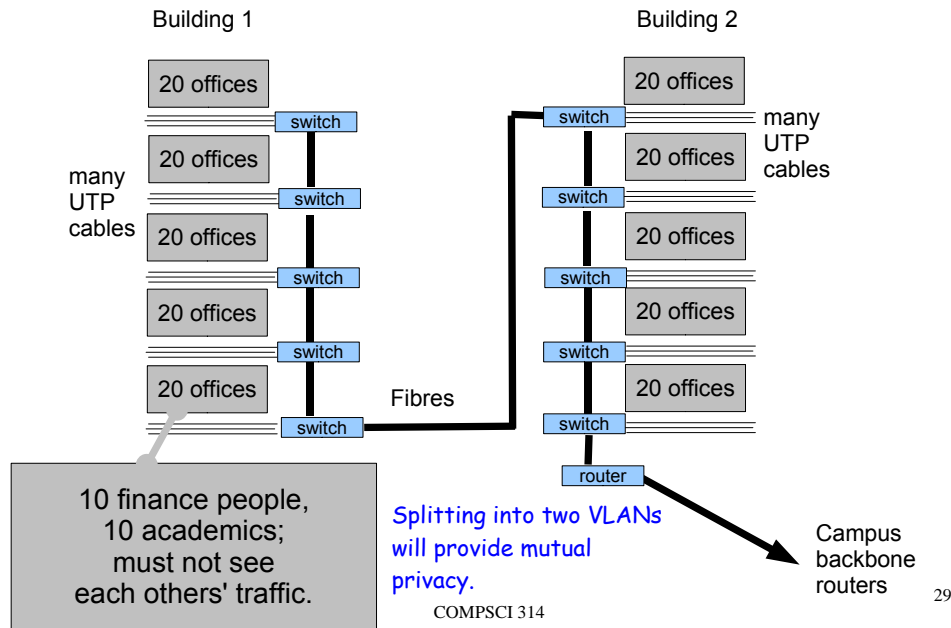 Building 1
Building 2
20 offices
switch
20 offices
switch
20 offices
switch
20 offices
switch
20 offices
switch
many
UTP
cables
Fibres
20 offices
switch
20 offices
switch
20 offices
switch
20 offices
switch
20 offices
switch
many
UTP
cables
router
10 finance people,
10 academics;
must not see
each others' traffic.
Splitting into two VLANs
will provide mutual
privacy.
Campus
backbone
routers
COMPSCI 314
29